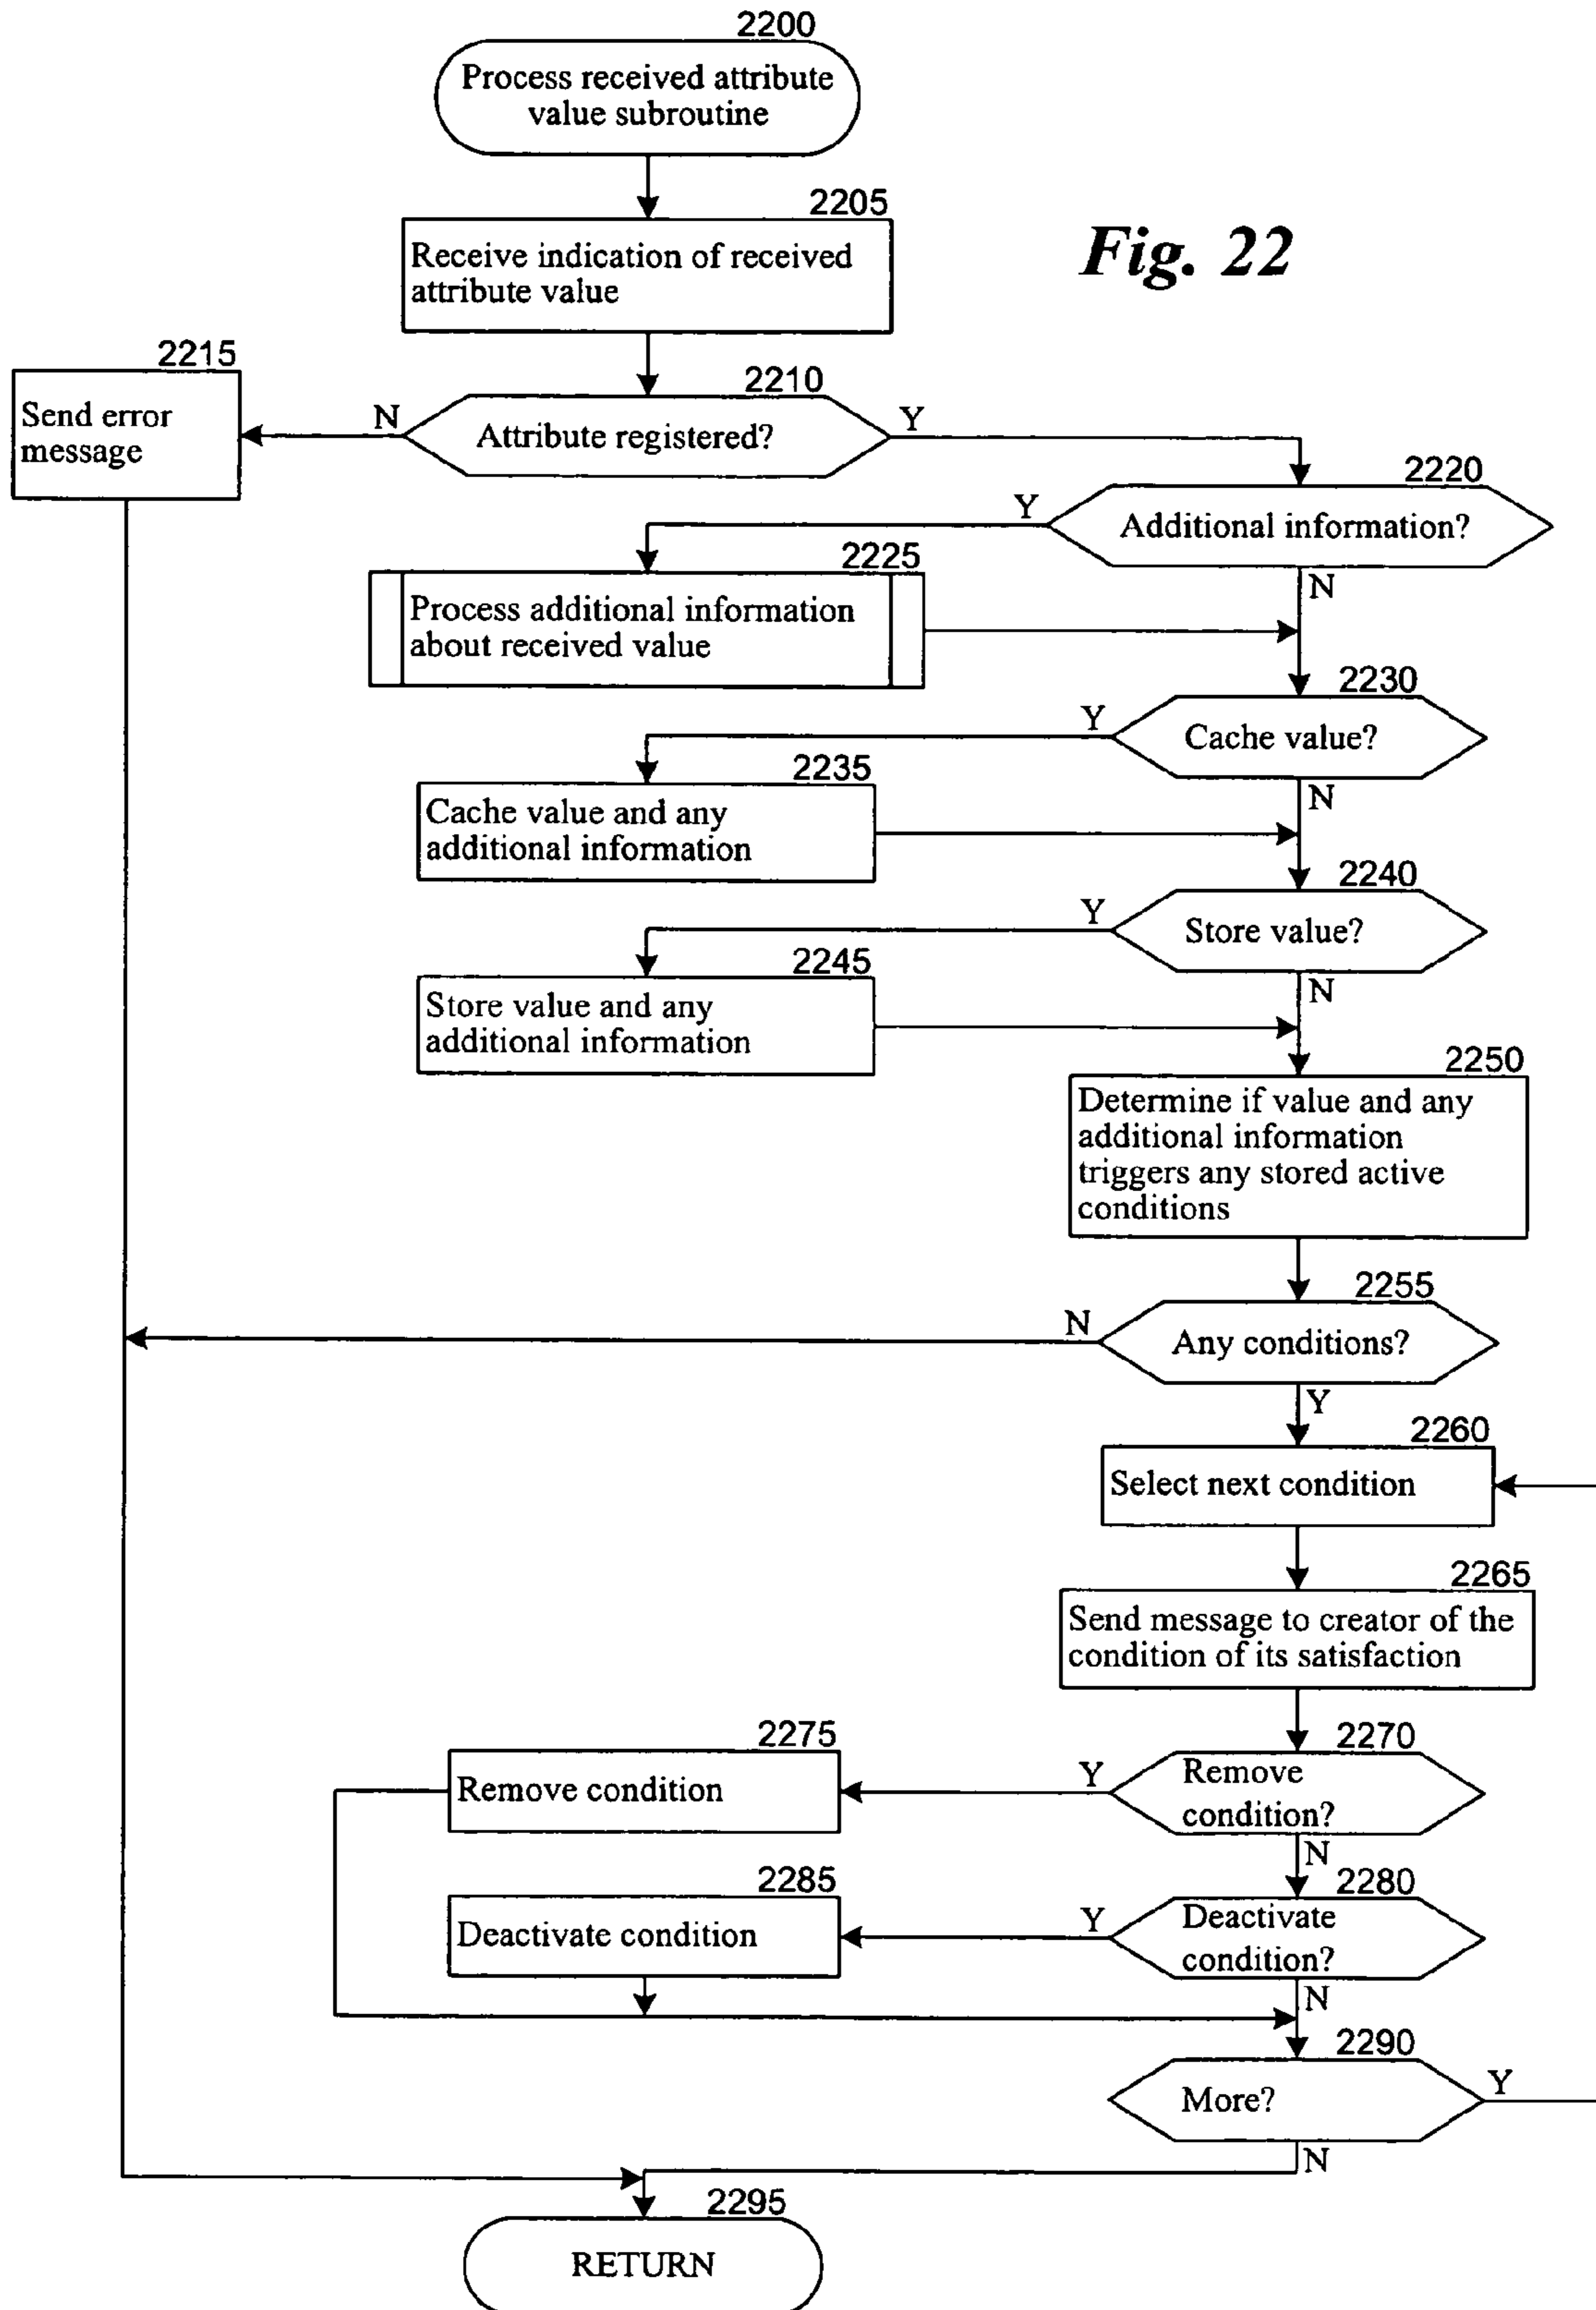 2200
Process received attribute
value subroutine
2205
Receive indication of received
attribute value
Fig. 22
2215
Send error
message
N
2210
Attribute registered?
Y
2220
Y
Additional information?
N
2225
Process additional information
about received value
2230
Y
Cache value?
N
2235
Cache value and any
additional information
2240
Y
Store value?
N
2245
Store value and any
additional information
2250
Determine if value and any
additional information
triggers any stored active
conditions
2255
N
Any conditions?
Y
2260
Select next condition
2265
Send message to creator of the
condition of its satisfaction
2275
Remove condition
2270
Y
Remove
condition?
N
2285
Deactivate condition
2280
Y
Deactivate
condition?
N
2290
More?
Y
N
2295
RETURN